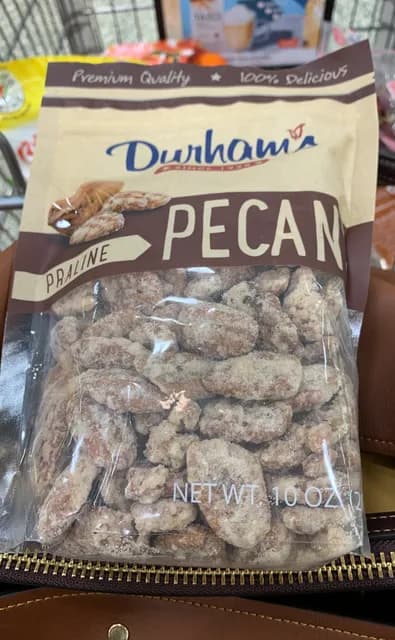 Premium Quality ★ 100% Delicious
Durham's
PRALINE
PECAN
NET WT. 10 OZ